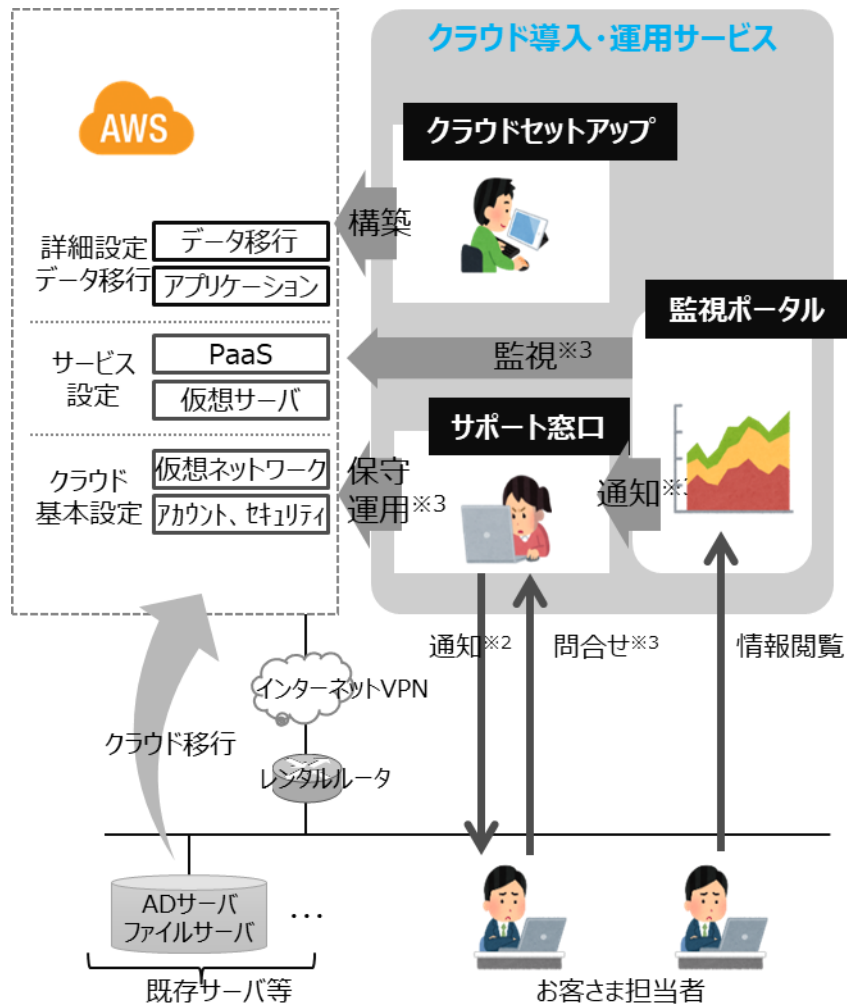 クラウド導入・運用サービス
AWS
クラウドセットアップ
構築
詳細設定
データ移行
データ移行
アプリケーション
監視ポータル
監視※3
サービス
設定
PaaS
仮想サーバ
サポート窓口
クラウド
基本設定
仮想ネットワーク
アカウント、セキュリティ
保守
運用※3
通知※
通知※2
問合せ※3
情報閲覧
インターネットVPN
クラウド移行
レンタルルータ
ADサーバ
ファイルサーバ
…
既存サーバ等
お客さま担当者